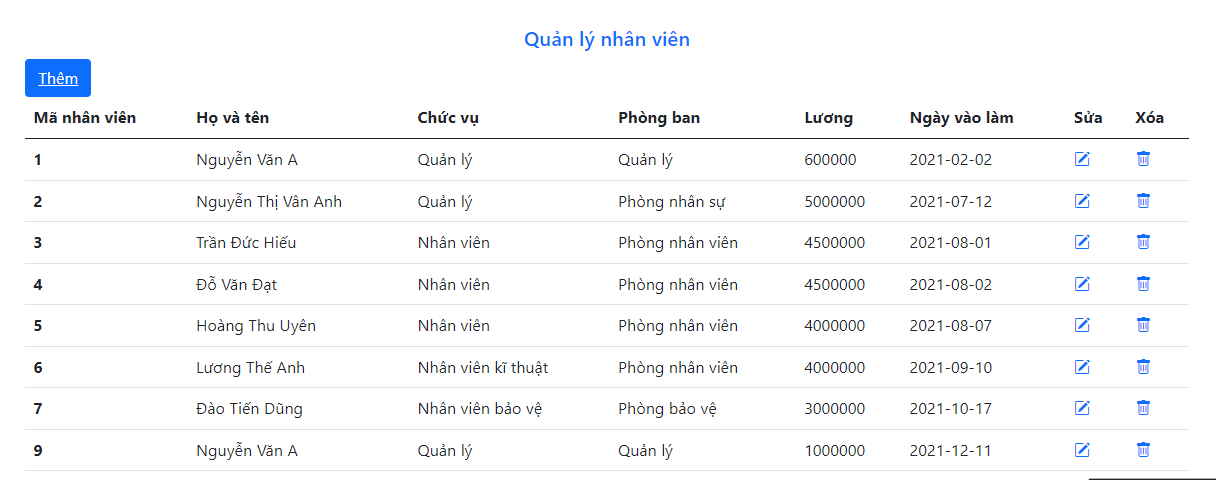 Quản lý nhân viên
Thêm
Mã nhân viên Họ và tên Chức vụ Phòng ban Lương Ngày vào làm Sửa Xóa
1 Nguyễn Văn A Quản lý Quản lý 600000 2021-02-02
2 Nguyễn Thị Vân Anh Quản lý Phòng nhân sự 5000000 2021-07-12
3 Trần Đức Hiếu Nhân viên Phòng nhân viên 4500000 2021-08-01
4 Đỗ Văn Đạt Nhân viên Phòng nhân viên 4500000 2021-08-02
5 Hoàng Thu Uyên Nhân viên Phòng nhân viên 4000000 2021-08-07
6 Lương Thế Anh Nhân viên kĩ thuật Phòng nhân viên 4000000 2021-09-10
7 Đào Tiến Dũng Nhân viên bảo vệ Phòng bảo vệ 3000000 2021-10-17
9 Nguyễn Văn A Quản lý Quản lý 1000000 2021-12-11